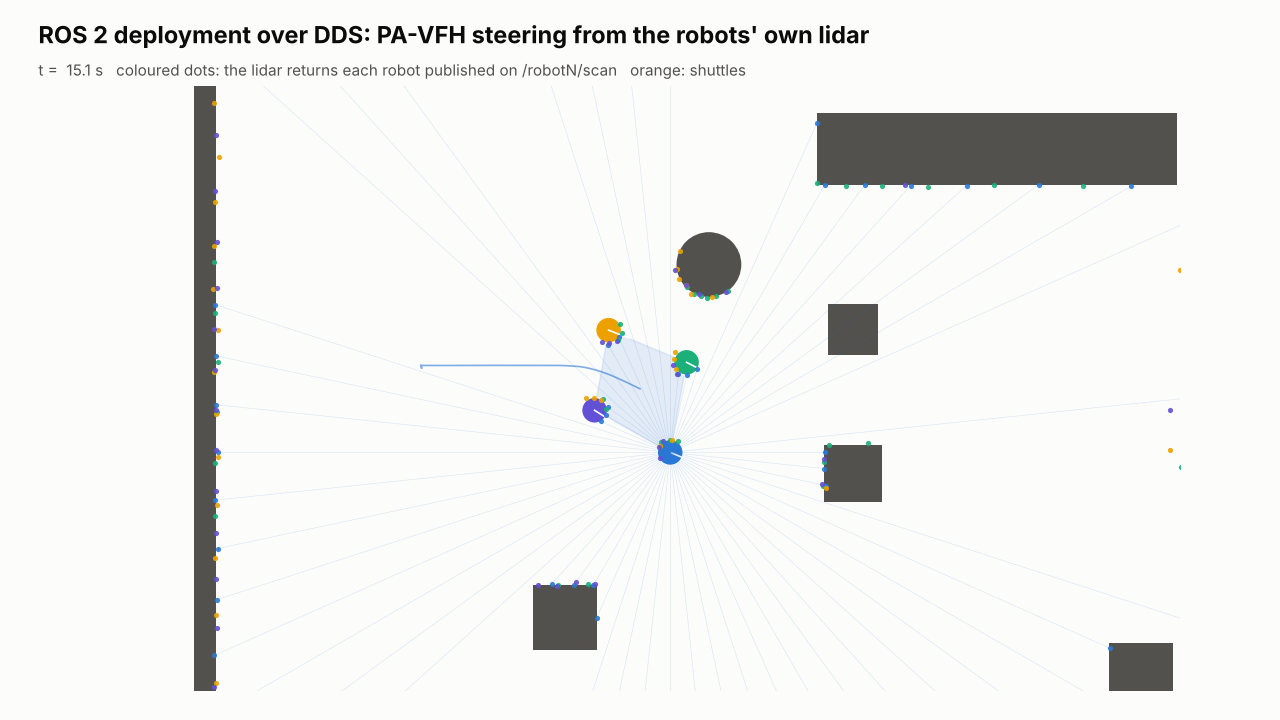 ROS 2 deployment over DDS: PA-VFH steering from the robots' own lidar
t =  15.1 s   coloured dots: the lidar returns each robot published on /robotN/scan   orange: shuttles